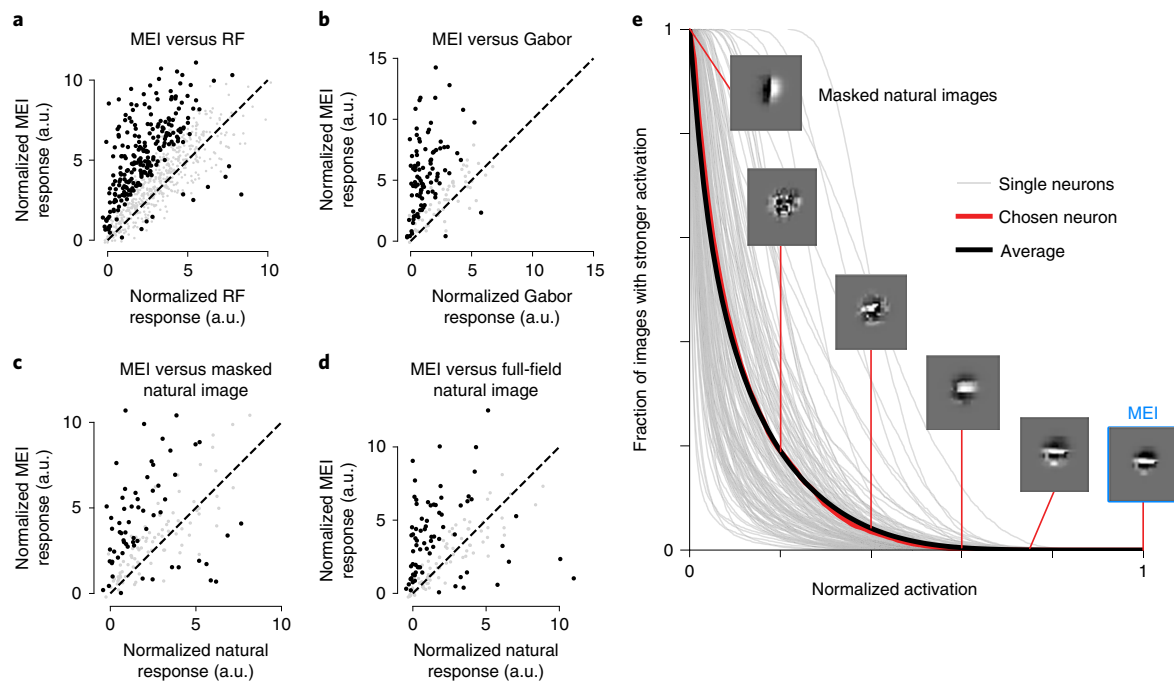 a
MEI versus RF
10
5
0
Normalized MEI
response (a.u.)
0 5 10
Normalized RF
response (a.u.)
b
MEI versus Gabor
15
10
5
0
Normalized MEI
response (a.u.)
0 5 10 15
Normalized Gabor
response (a.u.)
c
MEI versus masked
natural image
10
5
0
Normalized MEI
response (a.u.)
0 5 10
Normalized natural
response (a.u.)
d
MEI versus full-field
natural image
10
5
0
Normalized MEI
response (a.u.)
0 5 10
Normalized natural
response (a.u.)
e
1
Fraction of images with stronger activation
0
Masked natural images
Single neurons
Chosen neuron
Average
MEI
0 1
Normalized activation